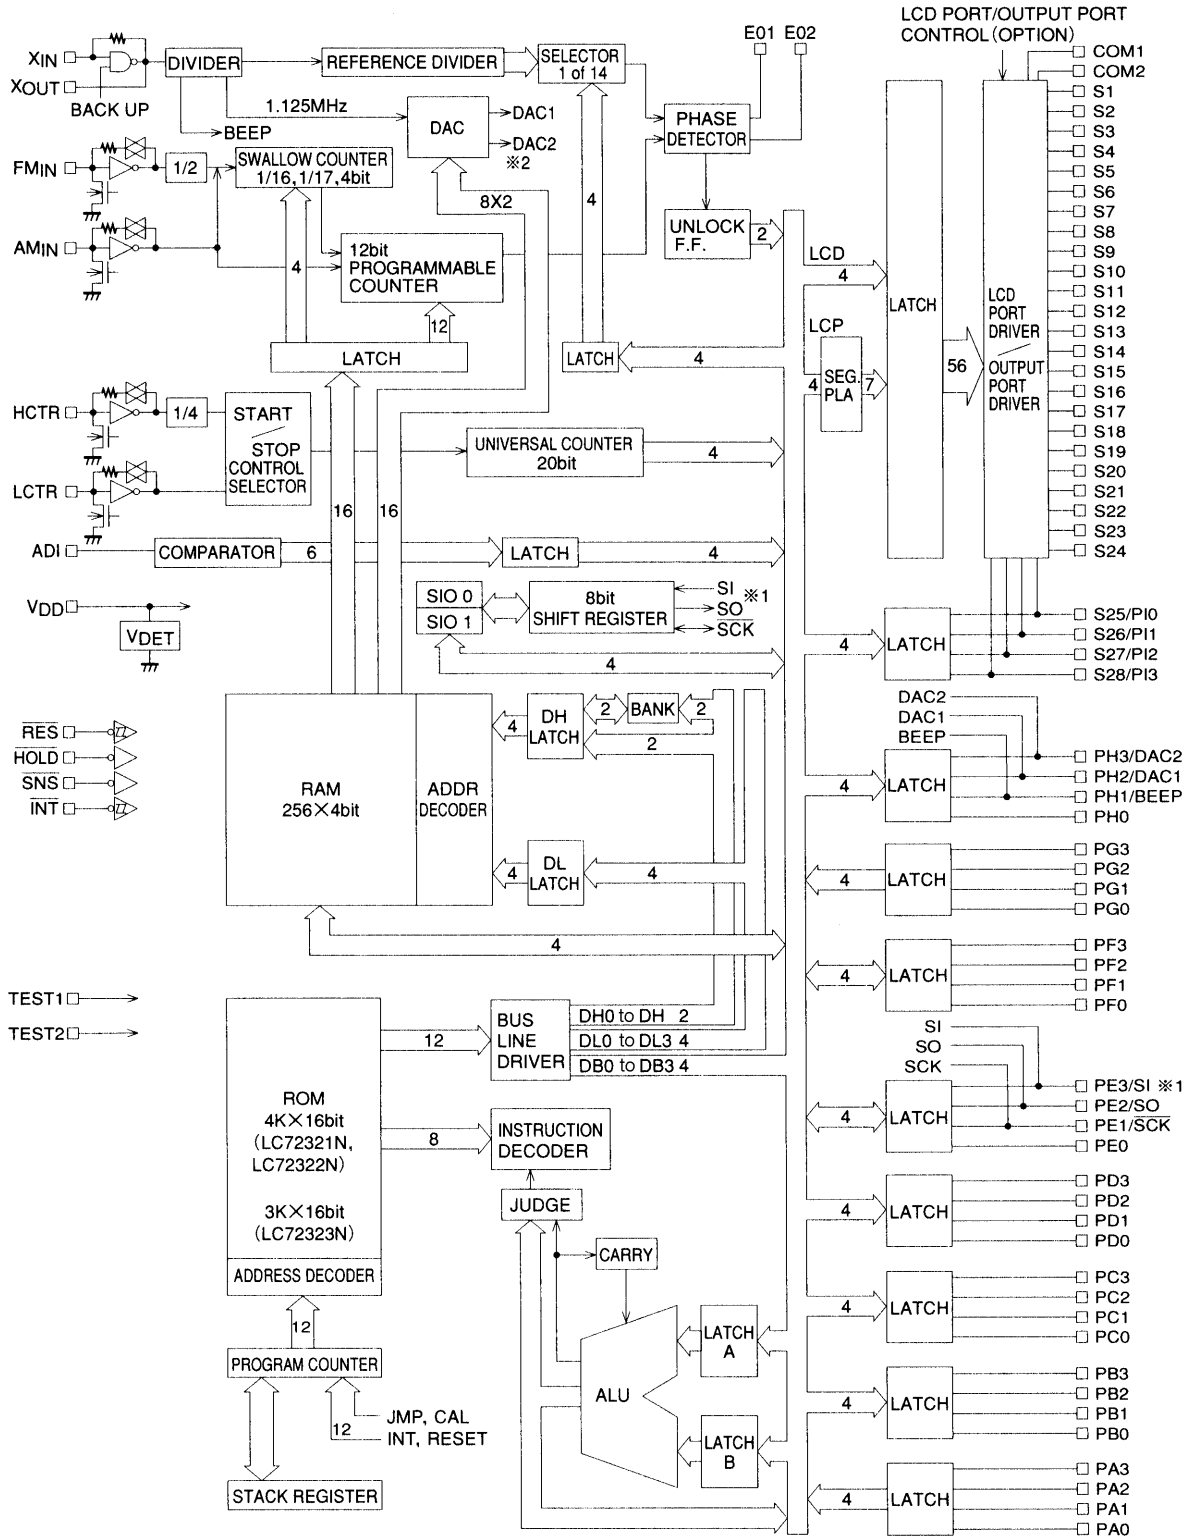 LCD PORT/OUTPUT PORT
CONTROL(OPTION)
E01 E02
XIN
XOUT
BACK UP
DIVIDER
REFERENCE DIVIDER
SELECTOR
1 of 14
1.125MHz
BEEP
DAC
DAC1
DAC2
※2
PHASE
DETECTOR
FMIN
1/2
SWALLOW COUNTER
1/16, 1/17, 4bit
8X2
4
UNLOCK
F.F.
2
AMIN
12bit
PROGRAMMABLE
COUNTER
4
12
LATCH
LATCH
4
LCD
4
LCP
4
SEG.
PLA
7
LATCH
56
LCD
PORT
DRIVER
OUTPUT
PORT
DRIVER
COM1
COM2
S1
S2
S3
S4
S5
S6
S7
S8
S9
S10
S11
S12
S13
S14
S15
S16
S17
S18
S19
S20
S21
S22
S23
S24
HCTR
1/4
START
STOP
CONTROL
SELECTOR
LCTR
UNIVERSAL COUNTER
20bit
4
16
16
ADI
COMPARATOR
6
LATCH
4
VDD
VDET
SIO 0
SIO 1
8bit
SHIFT REGISTER
SI ※1
SO
SCK
4
4
LATCH
S25/PI0
S26/PI1
S27/PI2
S28/PI3
RES
HOLD
SNS
INT
RAM
256×4bit
ADDR
DECODER
4
DH
LATCH
2
BANK
2
2
4
DL
LATCH
4
4
DAC2
DAC1
BEEP
4
LATCH
PH3/DAC2
PH2/DAC1
PH1/BEEP
PH0
4
LATCH
PG3
PG2
PG1
PG0
4
LATCH
PF3
PF2
PF1
PF0
TEST1
TEST2
ROM
4K×16bit
(LC72321N,
LC72322N)
3K×16bit
(LC72323N)
ADDRESS DECODER
12
BUS
LINE
DRIVER
DH0 to DH 2
DL0 to DL3 4
DB0 to DB3 4
8
INSTRUCTION
DECODER
JUDGE
CARRY
SI
SO
SCK
4
LATCH
PE3/SI ※1
PE2/SO
PE1/SCK
PE0
4
LATCH
PD3
PD2
PD1
PD0
4
LATCH
PC3
PC2
PC1
PC0
12
PROGRAM COUNTER
12
JMP, CAL
INT, RESET
STACK REGISTER
ALU
LATCH
A
LATCH
B
4
LATCH
PB3
PB2
PB1
PB0
4
LATCH
PA3
PA2
PA1
PA0